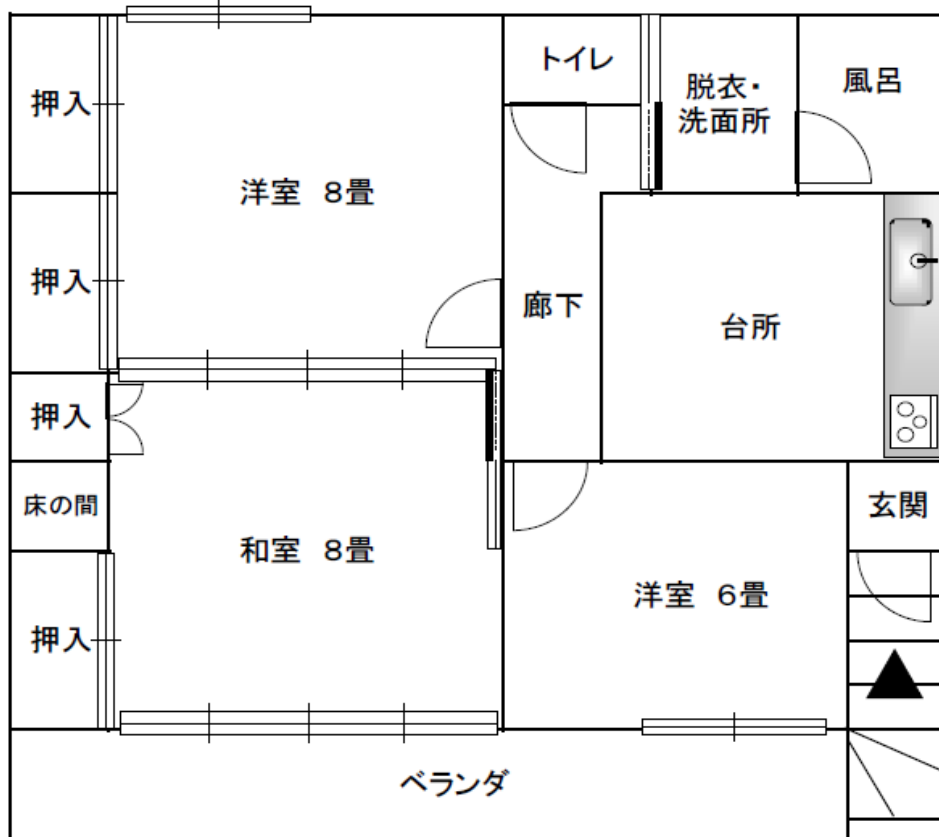 トイレ
押入
脱衣・
洗面所
風呂
洋室 8畳
押入
廊下
台所
押入
床の間
玄関
和室 8畳
洋室 6畳
押入
ベランダ